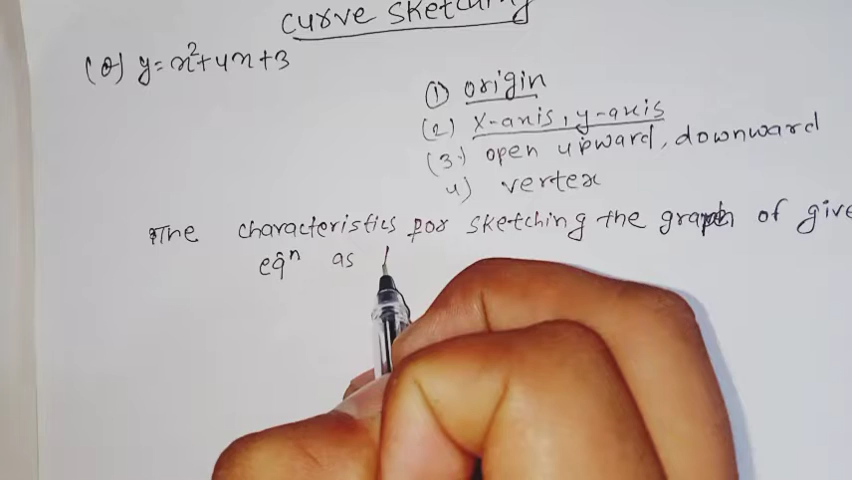 curve sketching
(Q) y=x²+4x+3
① origin
(2) x-axis, y-axis
(3.) open upward, downward
4) vertex
The characteristics for sketching the graph of give
eqⁿ as